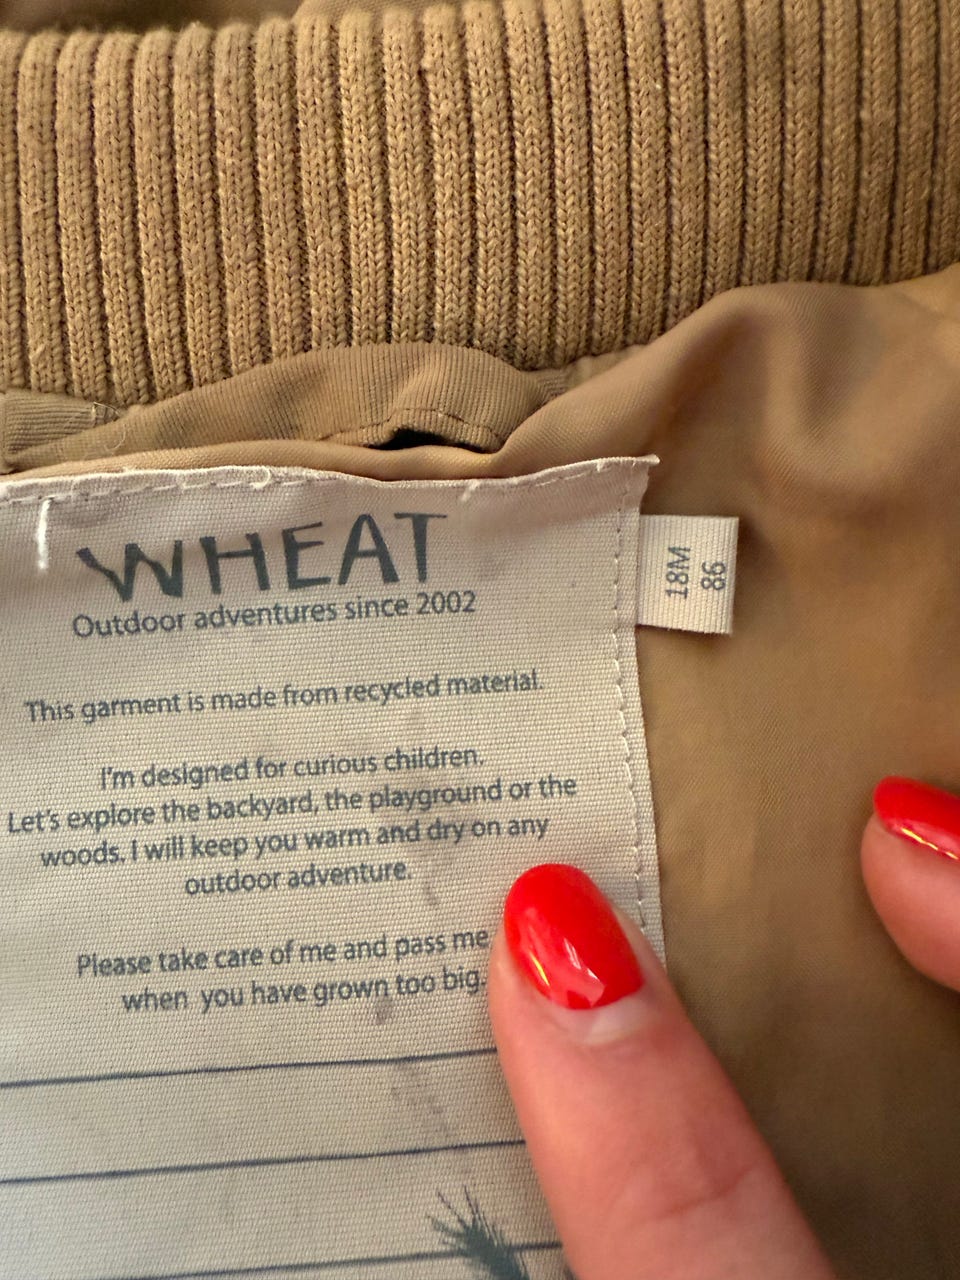 WHEAT
Outdoor adventures since 2002
This garment is made from recycled material.
I'm designed for curious children.
Let's explore the backyard, the playground or the
woods. I will keep you warm and dry on any
outdoor adventure.
Please take care of me and pass me
when you have grown too big.
18M
86